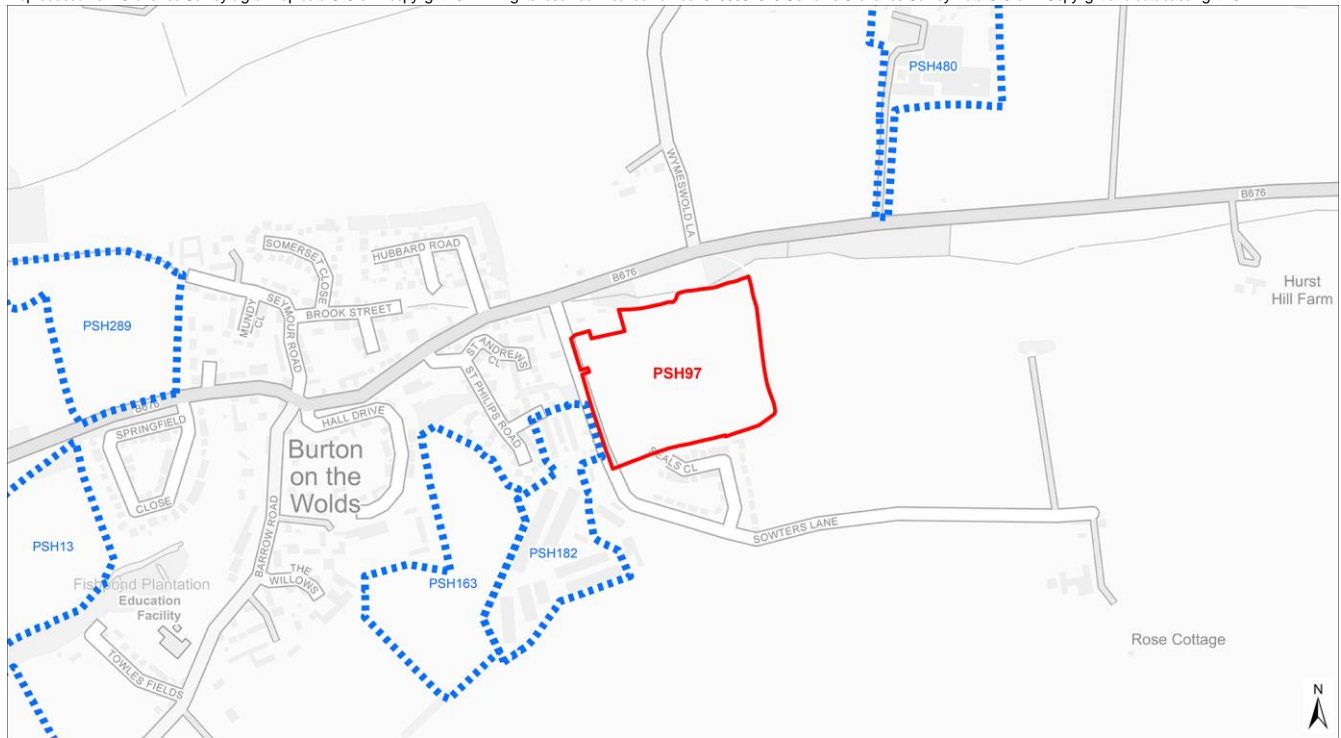 PSH480
WYMESWOLD LA
B676
SOMERSET CLOSE
HUBBARD ROAD
B676
Hurst
Hill Farm
SEYMOUR ROAD
MUNDY
CL
BROOK STREET
PSH289
ST
ANDREWS
CL
PSH97
ST PHILIPS ROAD
B676
SPRINGFIELD
HALL DRIVE
Burton
on the
Wolds
SEALS CL
CLOSE
BARROW ROAD
SOWTERS LANE
PSH13
PSH182
THE
WILLOWS
PSH163
Fishpond Plantation
Education
Facility
Rose Cottage
TOWLES FIELDS
N